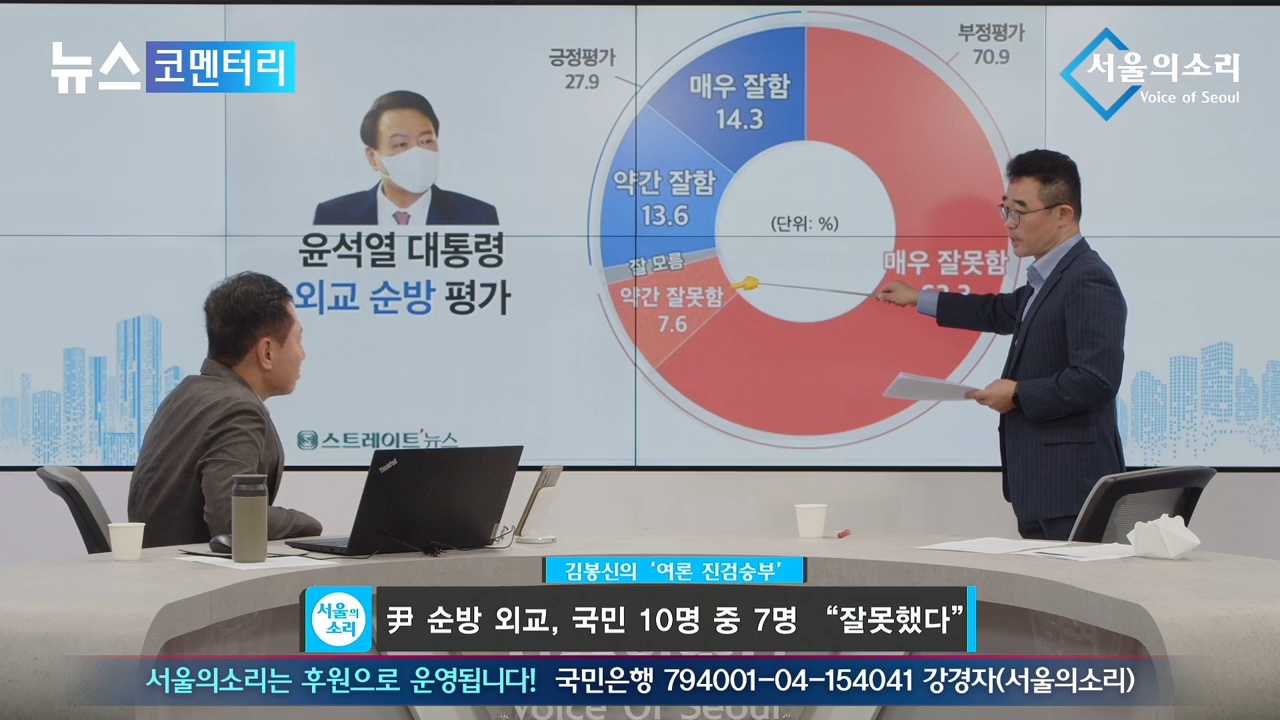 뉴스 코멘터리
서울의소리
Voice of Seoul
긍정평가
27.9
부정평가
70.9
매우 잘함
14.3
약간 잘함
13.6
(단위: %)
잘 모름
약간 잘못함
7.6
매우 잘못함
63.3
윤석열 대통령
외교 순방 평가
스트레이트뉴스
ThinkPad
김봉신의 ‘여론 진검승부’
서울의
소리
尹 순방 외교, 국민 10명 중 7명 “잘못했다”
서울의소리는 후원으로 운영됩니다! 국민은행 794001-04-154041 강경자(서울의소리)
Voice of Seoul